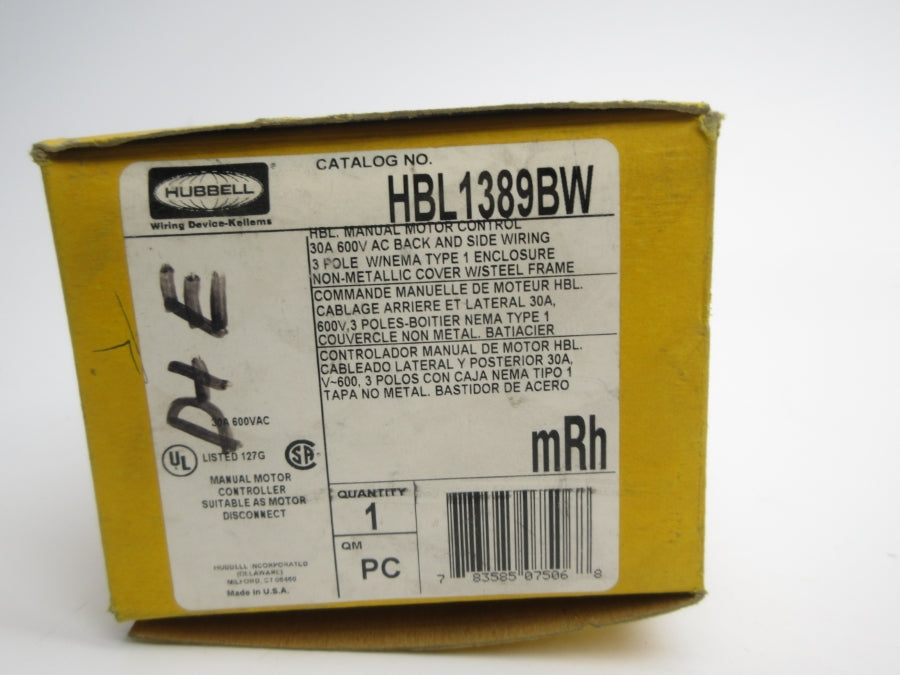 HUBBELL
Wiring Device-Kellems
CATALOG NO.
HBL1389BW
HBL. MANUAL MOTOR CONTROL
30A 600V AC BACK AND SIDE WIRING
3 POLE W/NEMA TYPE 1 ENCLOSURE
NON-METALLIC COVER W/STEEL FRAME
COMMANDE MANUELLE DE MOTEUR HBL.
CABLAGE ARRIERE ET LATERAL 30A,
600V,3 POLES-BOITIER NEMA TYPE 1
COUVERCLE NON METAL. BATIACIER
CONTROLADOR MANUAL DE MOTOR HBL.
CABLEADO LATERAL Y POSTERIOR 30A,
V~600, 3 POLOS CON CAJA NEMA TIPO 1
TAPA NO METAL. BASTIDOR DE ACERO
mRh
30A 600VAC
UL LISTED 127G SA
MANUAL MOTOR
CONTROLLER
SUITABLE AS MOTOR
DISCONNECT
HUBBELL INCORPORATED
(DELAWARE)
MILFORD, CT 06460
Made in U.S.A.
QUANTITY
1
QM
PC
7 83585 07506 8